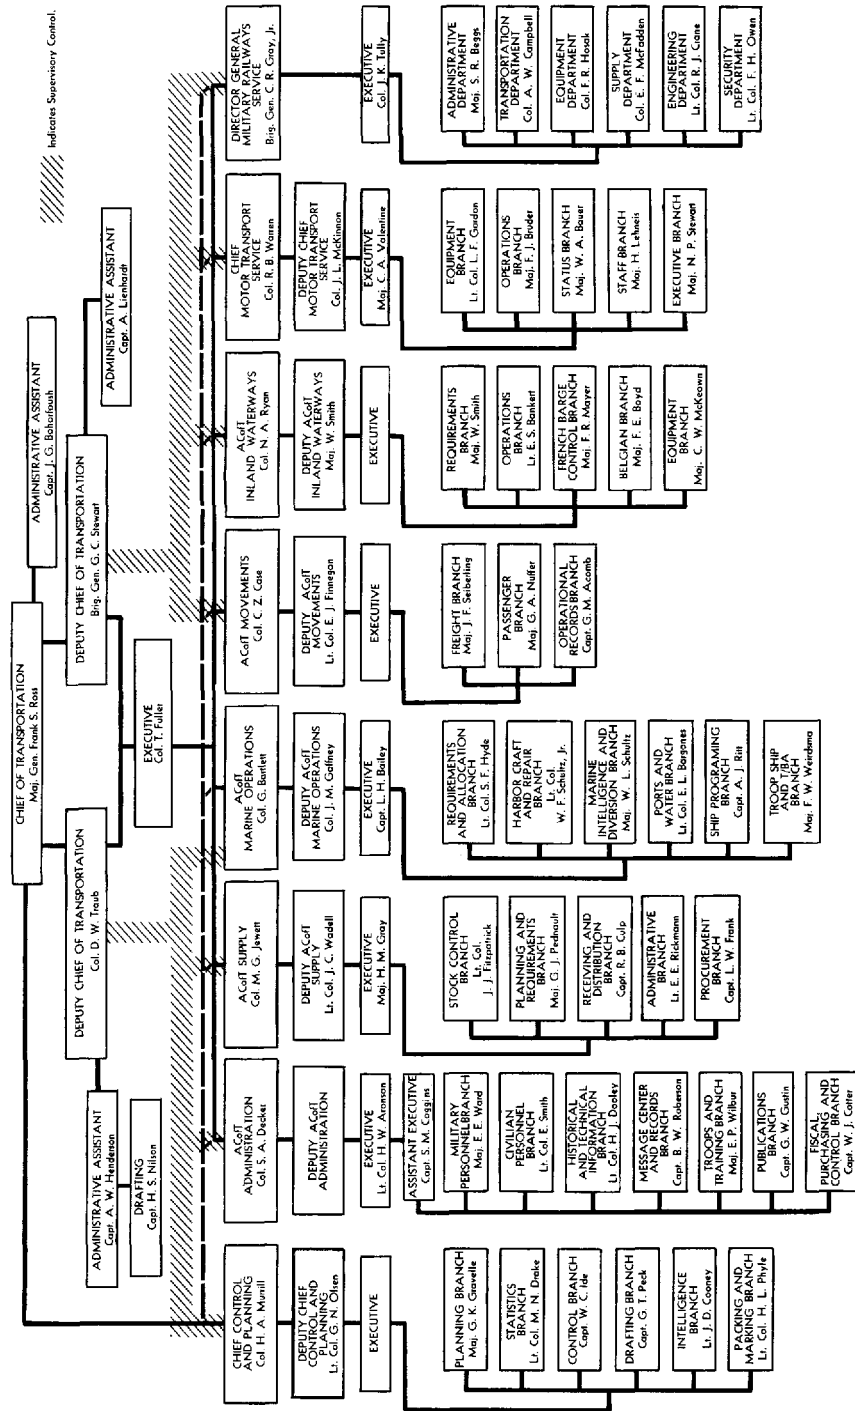 Indicates Supervisory Control.
CHIEF OF TRANSPORTATION
Maj. Gen. Frank S. Ross
ADMINISTRATIVE ASSISTANT
Capt. J. G. Baharloush
DEPUTY CHIEF OF TRANSPORTATION
Col. D. W. Traub
DEPUTY CHIEF OF TRANSPORTATION
Brig. Gen. G. C. Stewart
ADMINISTRATIVE ASSISTANT
Capt. A. W. Henderson
DRAFTING
Capt. H. S. Nilson
EXECUTIVE
Col. T. Fuller
ADMINISTRATIVE ASSISTANT
Capt. A. Lienhardt
CHIEF CONTROL
AND PLANNING
Col. H. A. Murrill
DEPUTY CHIEF
CONTROL AND
PLANNING
Lt. Col. G. N. Olsen
EXECUTIVE
PLANNING BRANCH
Maj. G. K. Gravelle
STATISTICS
BRANCH
Lt. Col. M. N. Drake
CONTROL BRANCH
Capt. W. C. Ide
DRAFTING BRANCH
Capt. G. T. Peck
INTELLIGENCE
BRANCH
Lt. J. D. Cooney
PACKING AND
MARKING BRANCH
Lt. Col. H. L. Phyle
ACofT
ADMINISTRATION
Col. S. A. Decker
DEPUTY ACofT
ADMINISTRATION
EXECUTIVE
Lt. Col. H. W. Aronson
ASSISTANT EXECUTIVE
Capt. S. M. Coggins
MILITARY
PERSONNEL BRANCH
Maj. E. E. Ward
CIVILIAN
PERSONNEL
BRANCH
Lt. Col. E. Smith
HISTORICAL
AND TECHNICAL
INFORMATION
BRANCH
Lt. Col. H. J. Dooley
MESSAGE CENTER
AND RECORDS
BRANCH
Capt. B. W. Roberson
TROOPS AND
TRAINING BRANCH
Maj. E. P. Wilbur
PUBLICATIONS
BRANCH
Capt. G. W. Gustin
FISCAL
PURCHASING AND
CONTROL BRANCH
Capt. W. J. Cotter
ACofT SUPPLY
Col. M. G. Jewett
DEPUTY ACofT
SUPPLY
Lt. Col. J. C. Wadell
EXECUTIVE
Maj. H. M. Gray
STOCK CONTROL
BRANCH
Lt. Col.
J. J. Fitzpatrick
PLANNING AND
REQUIREMENTS
BRANCH
Maj. G. J. Pednault
RECEIVING AND
DISTRIBUTION
BRANCH
Capt. R. B. Culp
ADMINISTRATIVE
BRANCH
Lt. E. E. Rickmann
PROCUREMENT
BRANCH
Capt. L. W. Frank
ACofT
MARINE OPERATIONS
Col. G. Bartlett
DEPUTY ACofT
MARINE OPERATIONS
Col. J. M. Gaffney
EXECUTIVE
Capt. L. H. Bailey
REQUIREMENTS
AND ALLOCATION
BRANCH
Lt. Col. S. F. Hyde
HARBOR CRAFT
AND REPAIR
BRANCH
Lt. Col.
W. F. Schultz, Jr.
MARINE
INTELLIGENCE AND
DIVERSION BRANCH
Maj. W. L. Schultz
PORTS AND
WATER BRANCH
Lt. Col. E. L. Bargones
SHIP PROGRAMING
BRANCH
Capt. A. J. Ritt
TROOP SHIP
AND T/BA
BRANCH
Maj. F. W. Weirdsma
ACofT MOVEMENTS
Col. C. Z. Case
DEPUTY ACofT
MOVEMENTS
Lt. Col. E. J. Finnegan
EXECUTIVE
FREIGHT BRANCH
Maj. J. F. Seiberling
PASSENGER
BRANCH
Maj. G. A. Nuffer
OPERATIONAL
RECORDS BRANCH
Capt. G. M. Acomb
ACofT
INLAND WATERWAYS
Col. N. A. Ryan
DEPUTY ACofT
INLAND WATERWAYS
Maj. W. Smith
EXECUTIVE
REQUIREMENTS
BRANCH
Maj. W. Smith
OPERATIONS
BRANCH
Lt. E. S. Bankert
FRENCH BARGE
CONTROL BRANCH
Maj. F. R. Mayer
BELGIAN BRANCH
Maj. F. E. Boyd
EQUIPMENT
BRANCH
Maj. C. W. McKeown
CHIEF
MOTOR TRANSPORT
SERVICE
Col. R. B. Warren
DEPUTY CHIEF
MOTOR TRANSPORT
SERVICE
Col. J. L. McKinnon
EXECUTIVE
Maj. C. A. Valentine
EQUIPMENT
BRANCH
Lt. Col. L. F. Gordon
OPERATIONS
BRANCH
Maj. F. J. Bruder
STATUS BRANCH
Maj. W. A. Bauer
STAFF BRANCH
Maj. H. Lehneis
EXECUTIVE BRANCH
Maj. N. P. Stewart
DIRECTOR GENERAL
MILITARY RAILWAYS
SERVICE
Brig. Gen. C. R. Gray, Jr.
EXECUTIVE
Col. J. K. Tully
ADMINISTRATIVE
DEPARTMENT
Maj. S. R. Beggs
TRANSPORTATION
DEPARTMENT
Col. A. W. Campbell
EQUIPMENT
DEPARTMENT
Col. F. R. Hosak
SUPPLY
DEPARTMENT
Col. E. F. McFadden
ENGINEERING
DEPARTMENT
Lt. Col. R. J. Crane
SECURITY
DEPARTMENT
Lt. Col. F. H. Owen